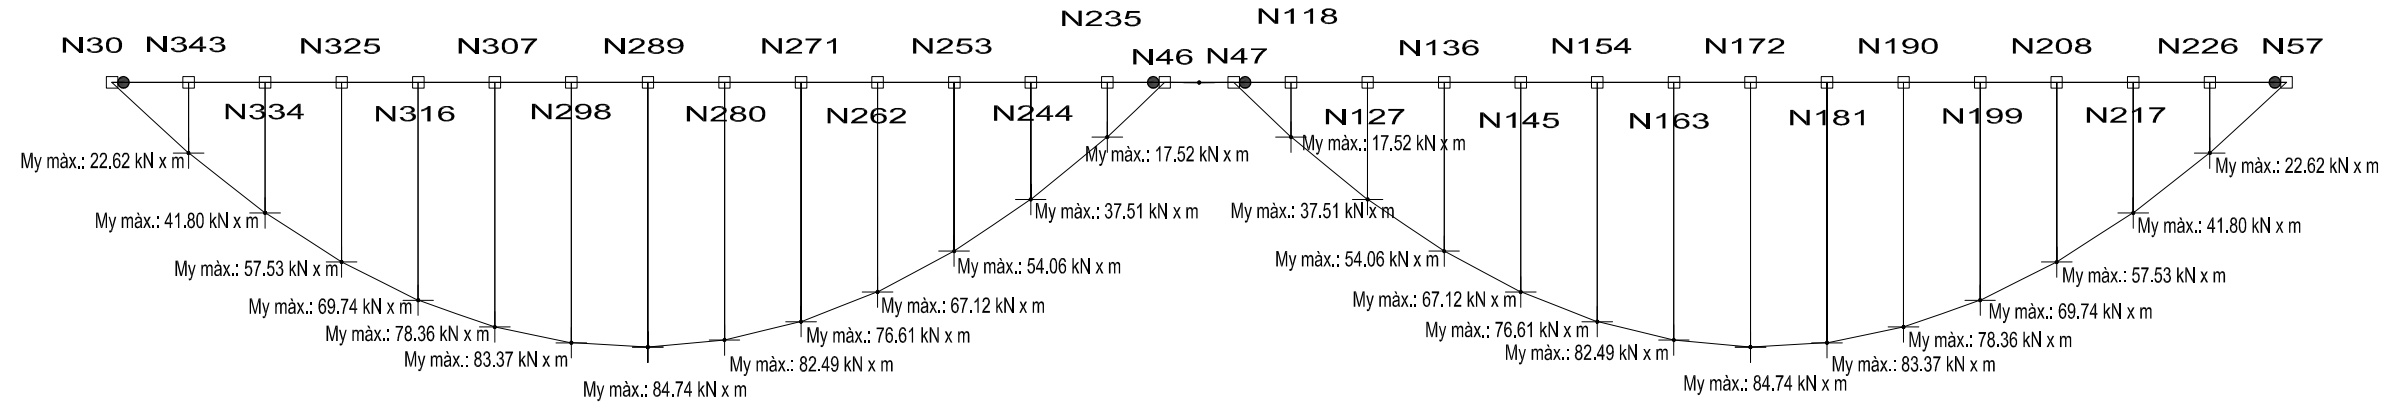 N235
N118
N30
N343
N325
N307
N289
N271
N253
N46
N47
N136
N154
N172
N190
N208
N226
N57
N334
N316
N298
N280
N262
N244
N127
N145
N163
N181
N199
N217
My màx.: 22.62 kN x m
My màx.: 41.80 kN x m
My màx.: 57.53 kN x m
My màx.: 69.74 kN x m
My màx.: 78.36 kN x m
My màx.: 83.37 kN x m
My màx.: 84.74 kN x m
My màx.: 82.49 kN x m
My màx.: 76.61 kN x m
My màx.: 67.12 kN x m
My màx.: 54.06 kN x m
My màx.: 37.51 kN x m
My màx.: 17.52 kN x m
My màx.: 17.52 kN x m
My màx.: 37.51 kN x m
My màx.: 54.06 kN x m
My màx.: 67.12 kN x m
My màx.: 76.61 kN x m
My màx.: 82.49 kN x m
My màx.: 84.74 kN x m
My màx.: 83.37 kN x m
My màx.: 78.36 kN x m
My màx.: 69.74 kN x m
My màx.: 57.53 kN x m
My màx.: 41.80 kN x m
My màx.: 22.62 kN x m